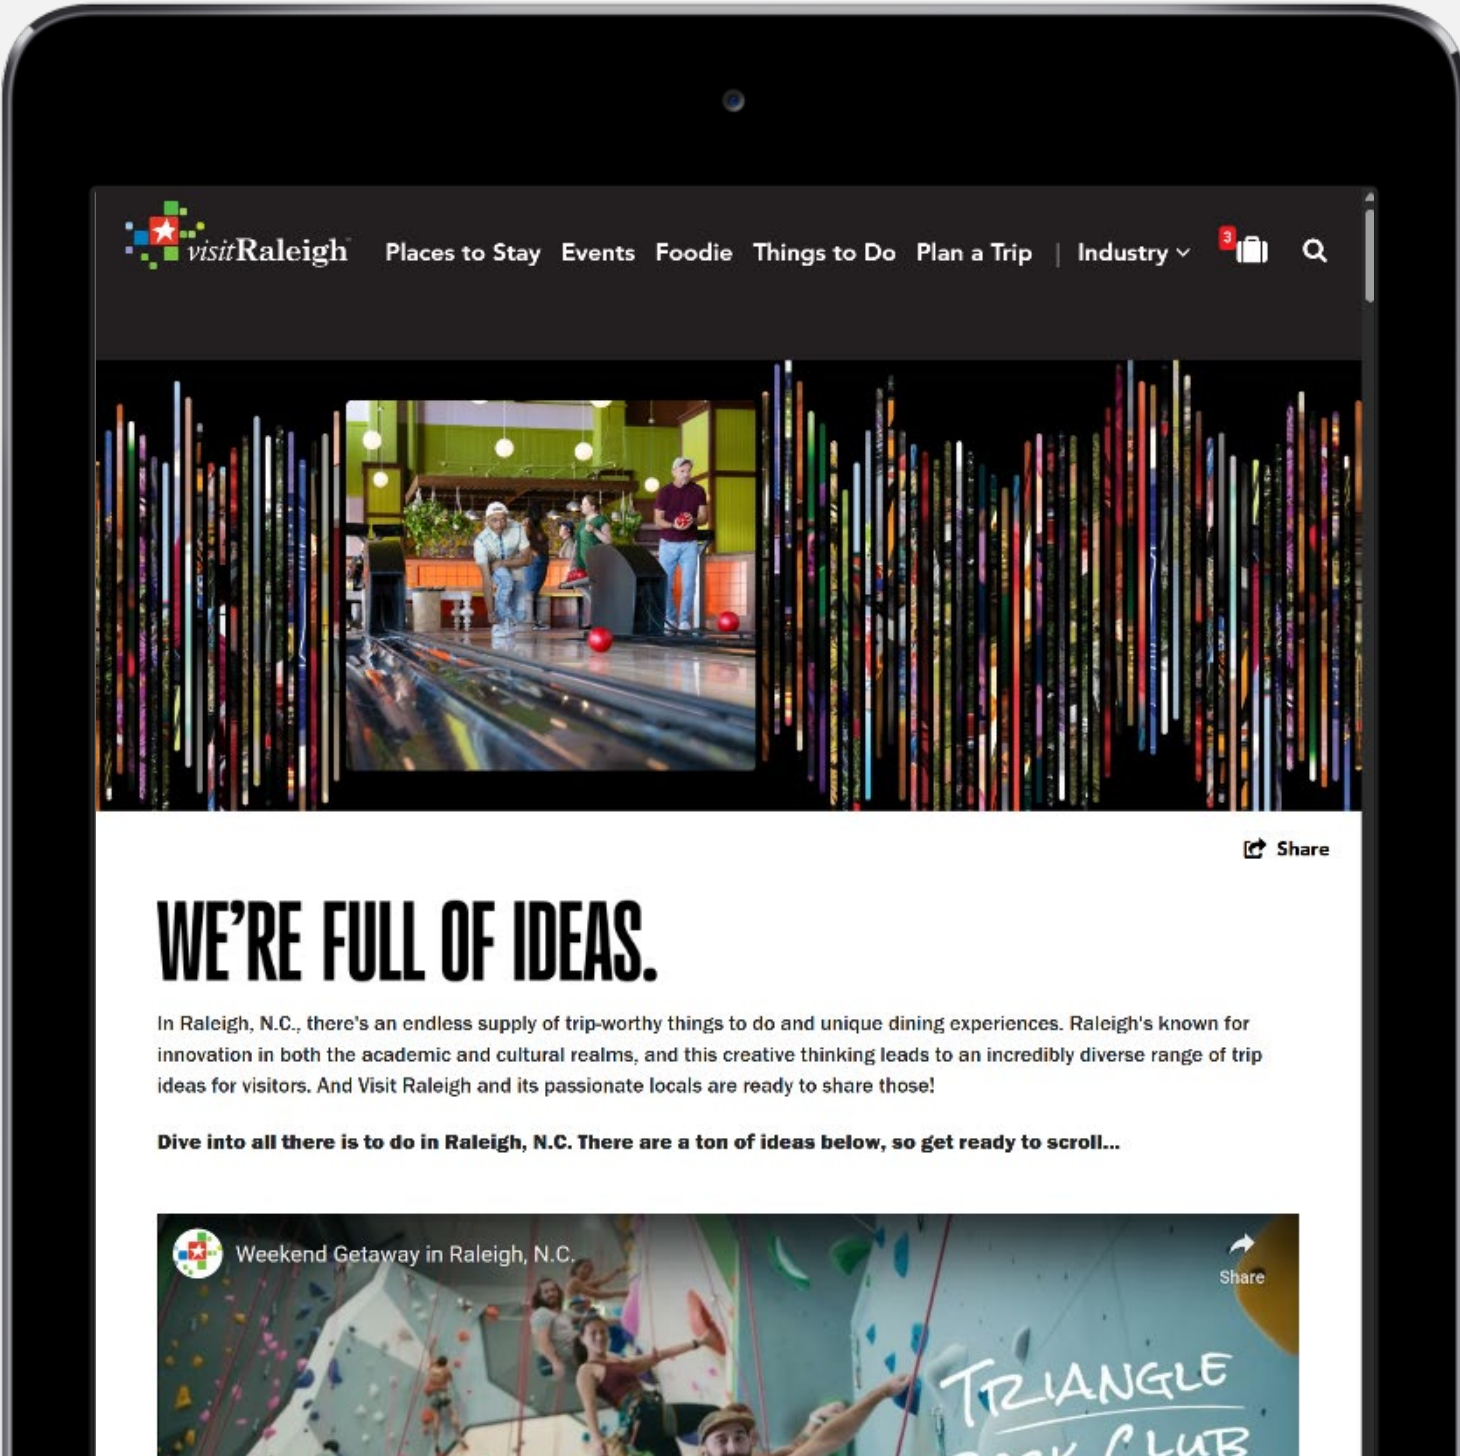 visitRaleigh
Places to Stay Events Foodie Things to Do Plan a Trip | Industry
3
Share
WE'RE FULL OF IDEAS.
In Raleigh, N.C., there's an endless supply of trip-worthy things to do and unique dining experiences. Raleigh's known for
innovation in both the academic and cultural realms, and this creative thinking leads to an incredibly diverse range of trip
ideas for visitors. And Visit Raleigh and its passionate locals are ready to share those!
Dive into all there is to do in Raleigh, N.C. There are a ton of ideas below, so get ready to scroll...
Weekend Getaway in Raleigh, N.C.
Share
TRIANGLE
CLUB